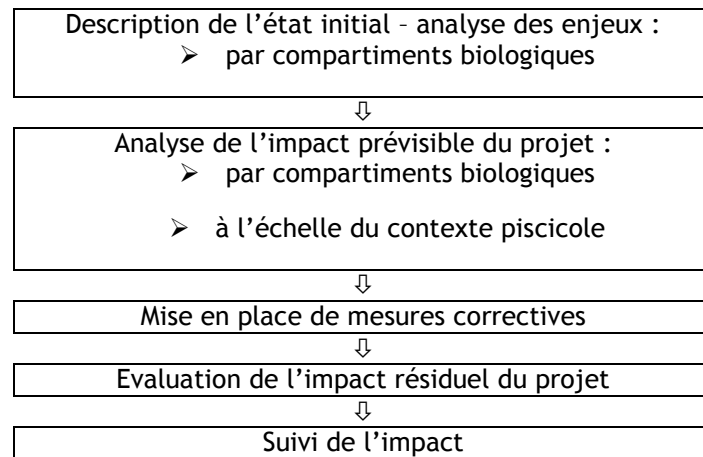 Description de l’état initial – analyse des enjeux :
➢ par compartiments biologiques
⇩
Analyse de l’impact prévisible du projet :
➢ par compartiments biologiques
➢ à l’échelle du contexte piscicole
⇩
Mise en place de mesures correctives
⇩
Evaluation de l’impact résiduel du projet
⇩
Suivi de l’impact